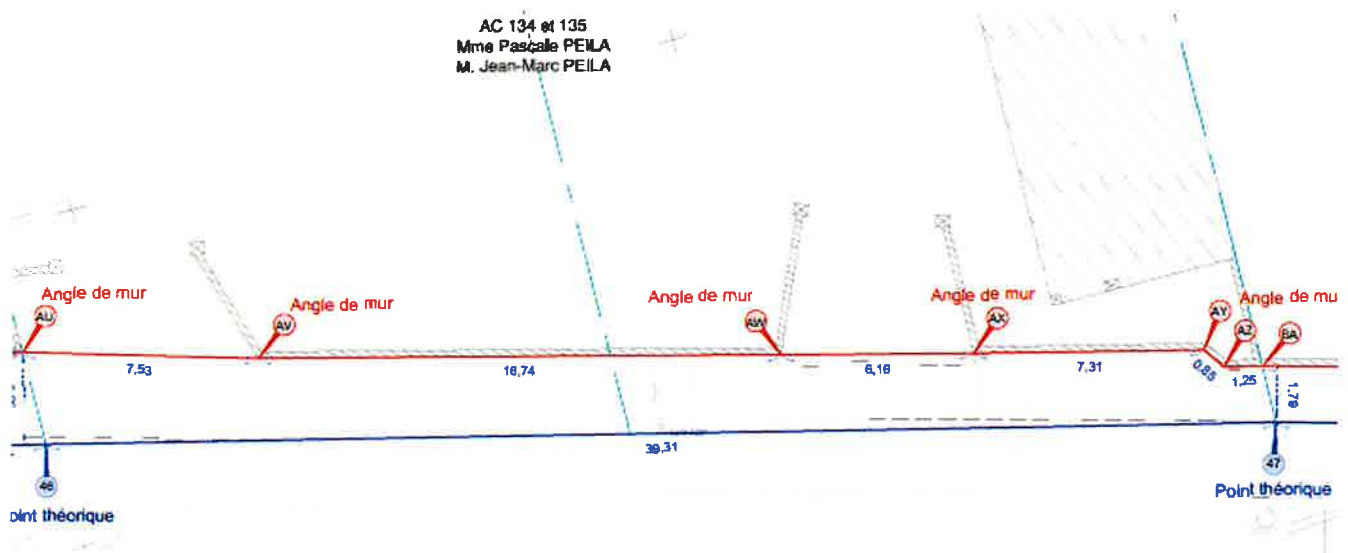 AC 134 et 135
Mme Pascale PEILA
M. Jean-Marc PEILA
Angle de mur
Angle de mur
Angle de mur
Angle de mur
Angle de mu
AU
AV
AW
AX
AY
AZ
BA
7,53
16,74
6,16
7,31
0,85
1,25
1,79
39,31
46
47
oint théorique
Point théorique